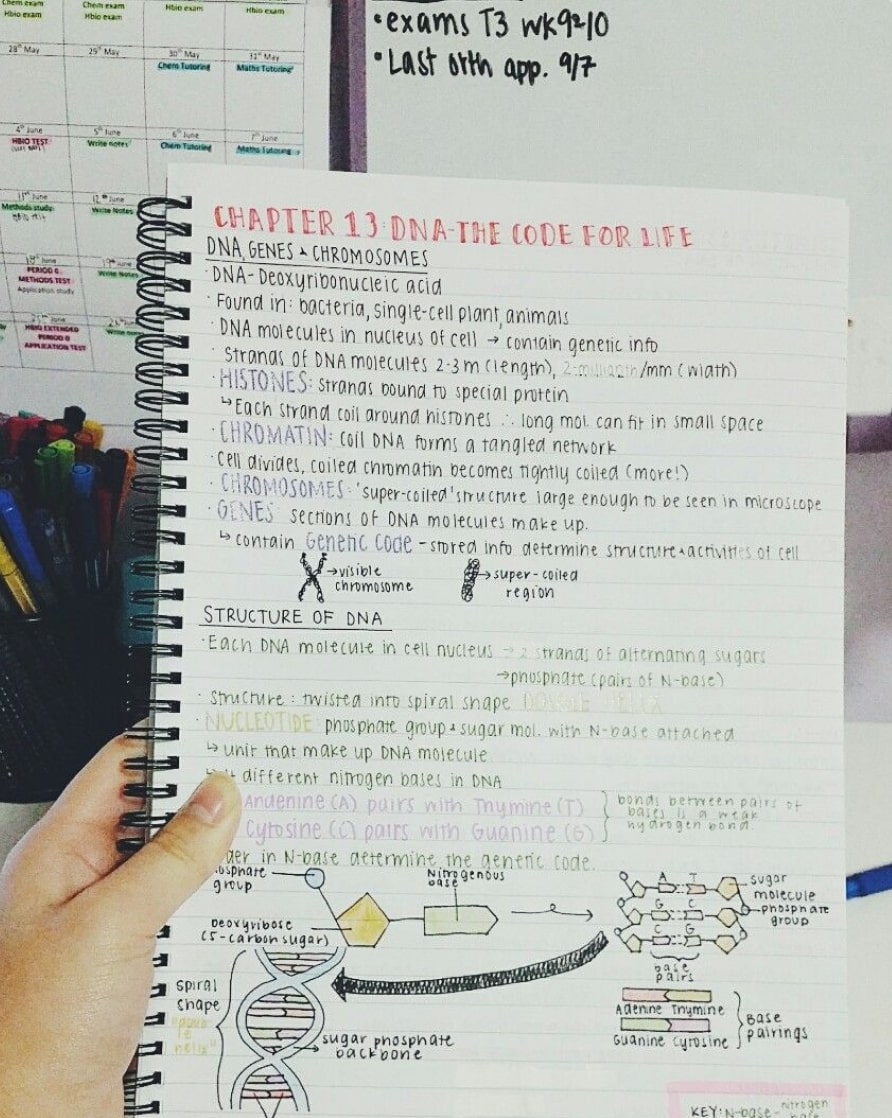 Chem exam
Hbio exam
Chem exam
Hbio exam
Hbio exam
Hbio exam
28th May
29th May
30th May
31st May
Chem Tutoring
Maths Tutoring
4th June
5th June
6th June
7th June
HBIO TEST
Write notes
Chem Tutoring
Maths Tutoring
11th June
12th June
Methods study
Write Notes
18th June
19th June
PERIOD 6
METHODS TEST
Application study
Write Notes
HBIO EXTENDED
PERIOD 0
APPLICATION TEST
• exams T3 wk9-10
• Last orth app. 9/7
CHAPTER 13: DNA-THE CODE FOR LIFE
DNA, GENES & CHROMOSOMES
· DNA- Deoxyribonucleic acid
· Found in: bacteria, single-cell plant, animals
· DNA molecules in nucleus of cell → contain genetic info
· Strands of DNA molecules 2-3 m (length), /mm (width)
· HISTONES: strands bound to special protein
↳ Each strand coil around histones ∴ long mol. can fit in small space
· CHROMATIN: coil DNA forms a tangled network
· Cell divides, coiled chromatin becomes tightly coiled (more!)
· CHROMOSOMES: 'super-coiled' structure large enough to be seen in microscope
· GENES sections of DNA molecules make up.
↳ contain Genetic Code - stored info determine structure & activities of cell
→ visible
chromosome
→ super-coiled
region
STRUCTURE OF DNA
· Each DNA molecule in cell nucleus → 2 strands of alternating sugars
→ phosphate (pairs of N-base)
· Structure: twisted into spiral shape DOUBLE HELIX
· NUCLEOTIDE: phosphate group & sugar mol. with N-base attached
↳ unit that make up DNA molecule
different nitrogen bases in DNA
Andenine (A) pairs with Thymine (T)
Cytosine (C) pairs with Guanine (G)
bonds between pairs of
bases is a weak
hydrogen bond.
der in N-base determine the genetic code.
osphate
group
Nitrogenous
base
Deoxyribose
(5-carbon sugar)
A T
G C
C G
sugar
molecule
phosphate
group
base
pairs
Adenine Thymine
Guanine Cytosine
Base
pairings
spiral
shape
"double
helix"
sugar phosphate
backbone
KEY: N-base- nitrogen
base